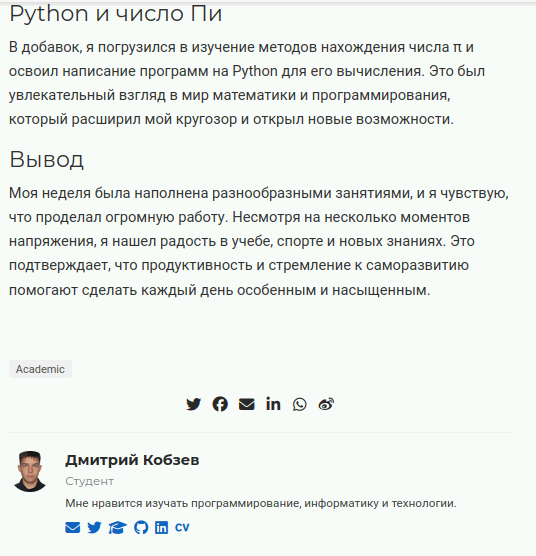 Python и число Пи
В добавок, я погрузился в изучение методов нахождения числа π и
освоил написание программ на Python для его вычисления. Это был
увлекательный взгляд в мир математики и программирования,
который расширил мой кругозор и открыл новые возможности.
Вывод
Моя неделя была наполнена разнообразными занятиями, и я чувствую,
что проделал огромную работу. Несмотря на несколько моментов
напряжения, я нашел радость в учебе, спорте и новых знаниях. Это
подтверждает, что продуктивность и стремление к саморазвитию
помогают сделать каждый день особенным и насыщенным.
Academic
Дмитрий Кобзев
Студент
Мне нравится изучать программирование, информатику и технологии.
CV